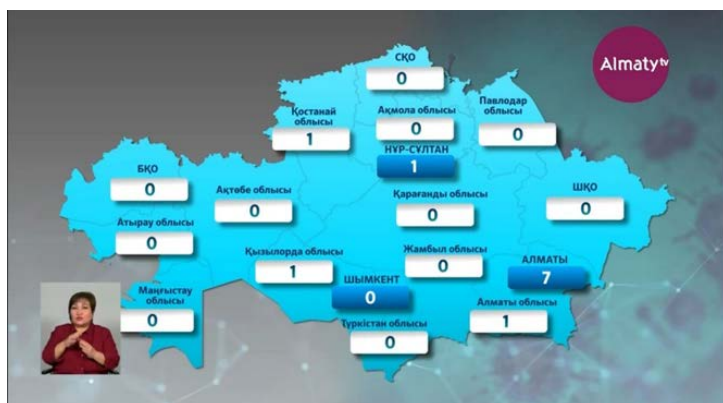 Almaty tv
СҚО
0
Қостанай
облысы
1
Ақмола облысы
0
Павлодар
облысы
0
НҰР-СҰЛТАН
1
БҚО
0
Ақтөбе облысы
0
Қарағанды облысы
0
ШҚО
0
Атырау облысы
0
Қызылорда облысы
1
Жамбыл облысы
0
АЛМАТЫ
7
ШЫМКЕНТ
0
Маңғыстау
облысы
0
Алматы облысы
1
Түркістан облысы
0